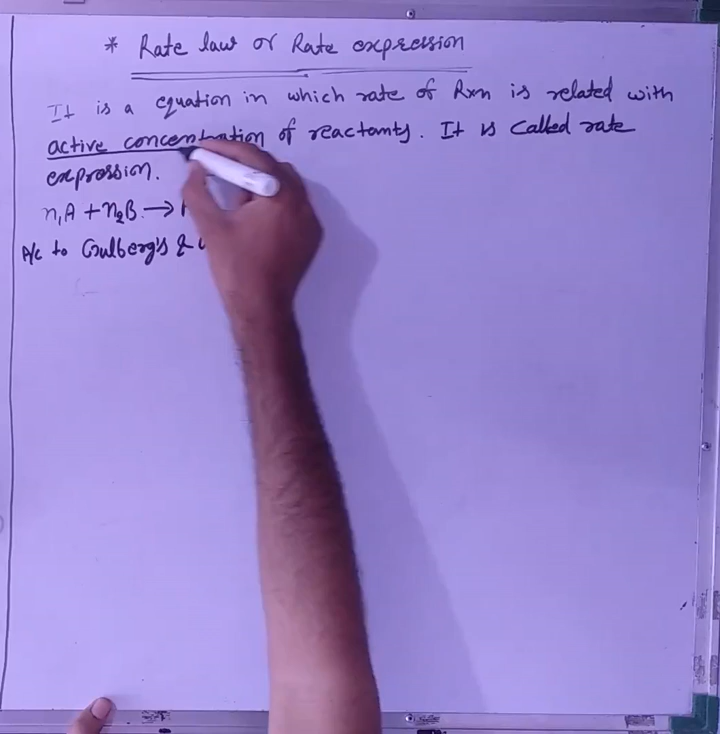 * Rate law or Rate expression
It is a equation in which rate of Rxn is related with
active concentration of reactants. It is Called rate
expression.
n₁A + n₂B →
A/c to Gulberg's &